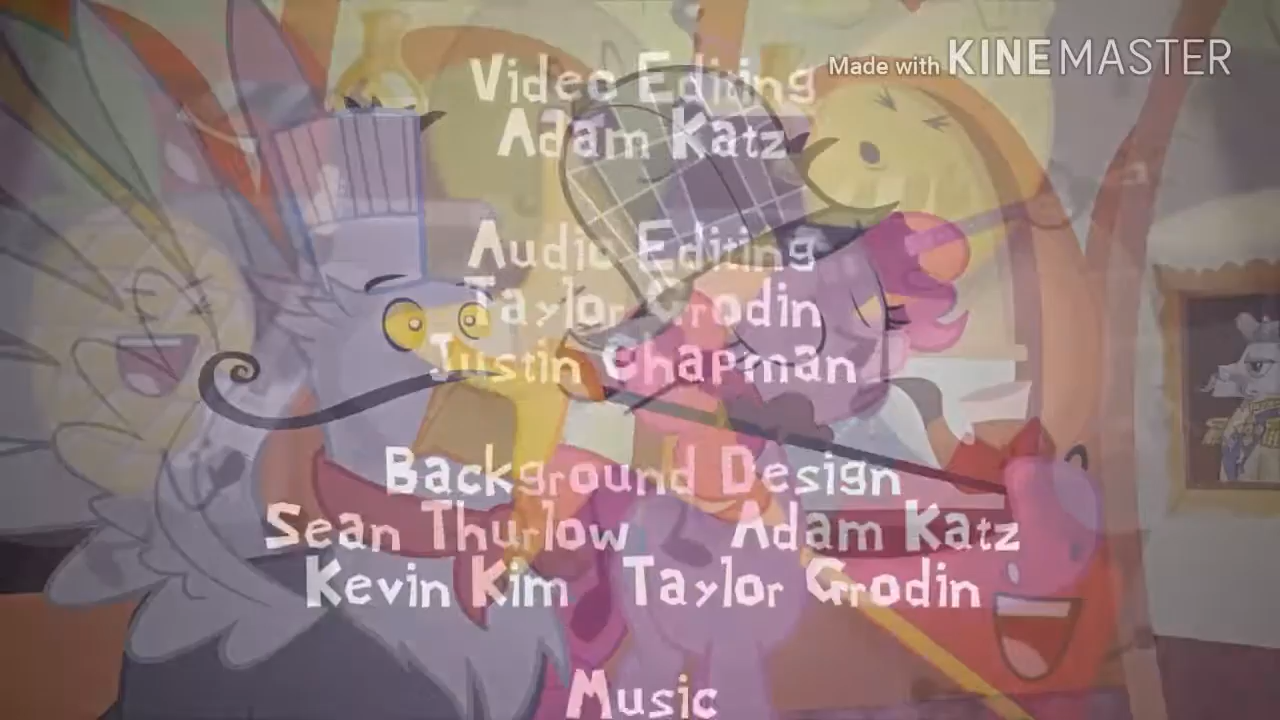 Made with KINEMASTER
Video Editing
Adam Katz
Audio Editing
Taylor Grodin
Justin Chapman
Background Design
Sean Thurlow Adam Katz
Kevin Kim Taylor Grodin
Music